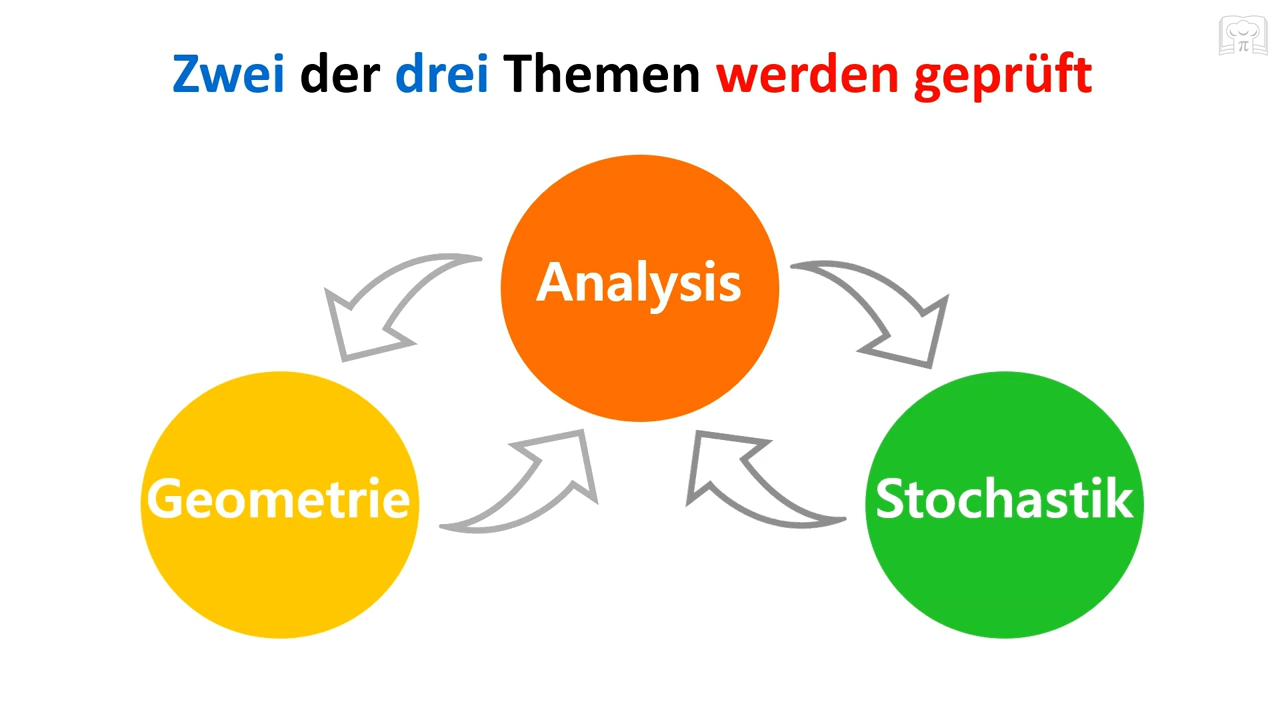 Zwei der drei Themen werden geprüft
Analysis
Geometrie
Stochastik
π